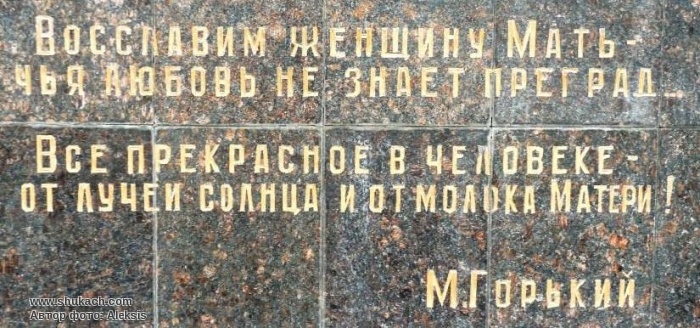 Восславим женщину Мать -
чья любовь не знает преград
Все прекрасное в человеке -
от лучей солнца и от молока Матери!
М.Горький
www.shukach.com
Автор фото: Aleksis